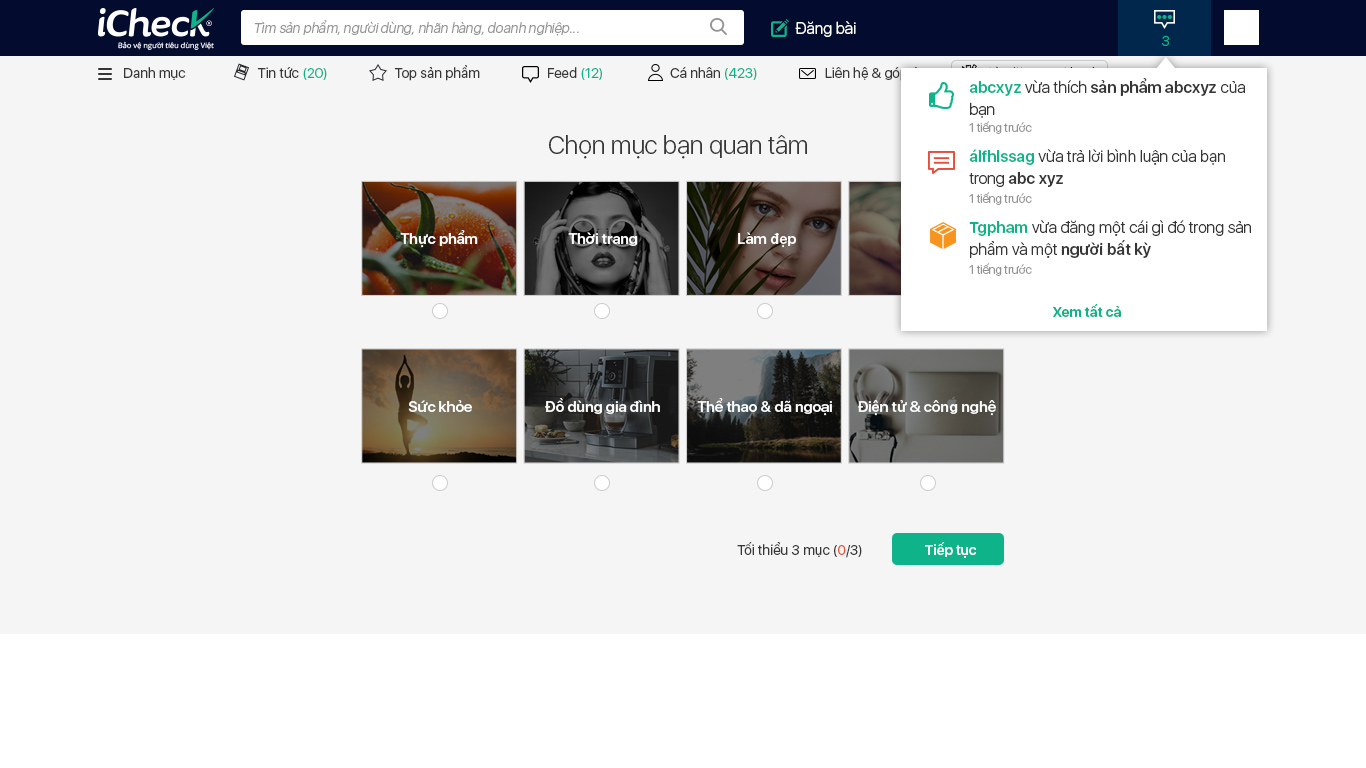 iCheck®
Bảo vệ người tiêu dùng Việt
Tìm sản phẩm, người dùng, nhãn hàng, doanh nghiệp...
Đăng bài
3
Danh mục
Tin tức (20)
Top sản phẩm
Feed (12)
Cá nhân (423)
Liên hệ & góp
abcxyz vừa thích sản phẩm abcxyz của
bạn
1 tiếng trước
álfhlssag vừa trả lời bình luận của bạn
trong abc xyz
1 tiếng trước
Tgpham vừa đăng một cái gì đó trong sản
phẩm và một người bất kỳ
1 tiếng trước
Xem tất cả
Chọn mục bạn quan tâm
Thực phẩm
Thời trang
Làm đẹp
Sức khỏe
Đồ dùng gia đình
Thể thao & dã ngoại
Điện tử & công nghệ
Tối thiểu 3 mục (0/3)
Tiếp tục